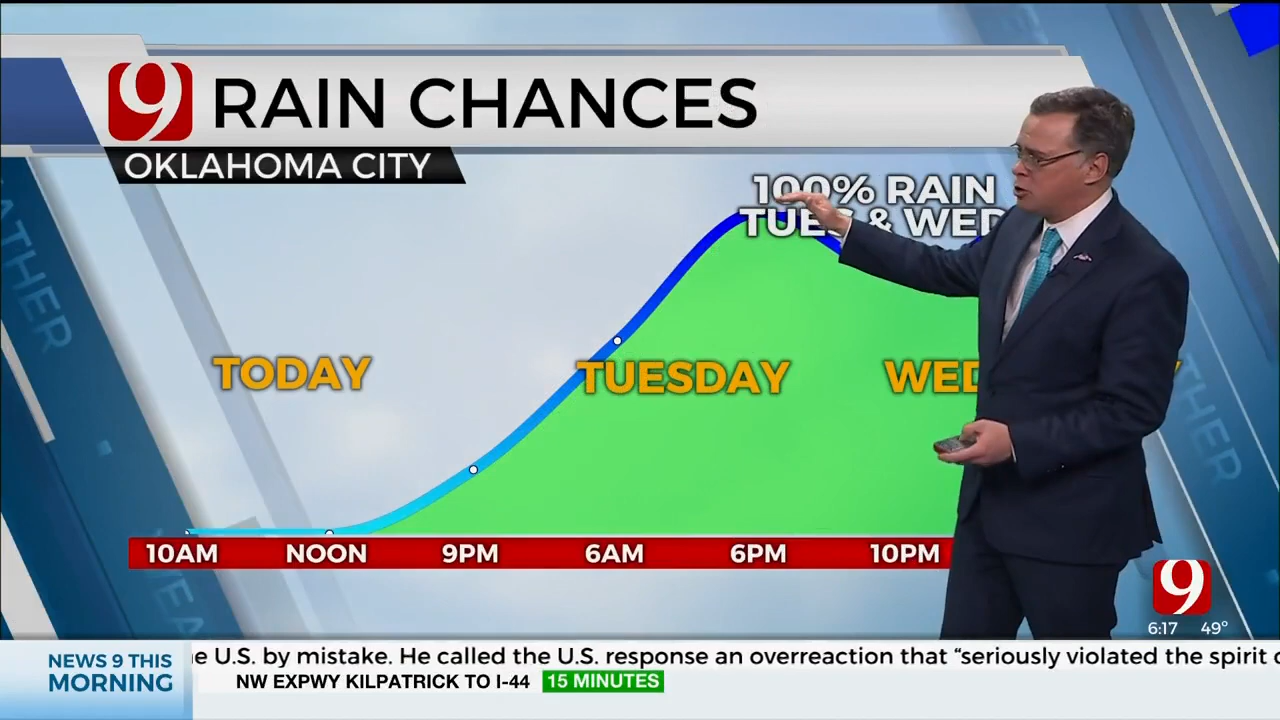 9 RAIN CHANCES
OKLAHOMA CITY
100% RAIN
TUES & WED
TODAY
TUESDAY
10AM NOON 9PM 6AM 6PM 10PM
9
6:17 49°
NEWS 9 THIS
MORNING
e U.S. by mistake. He called the U.S. response an overreaction that “seriously violated the spirit
NW EXPWY KILPATRICK TO I-44 15 MINUTES